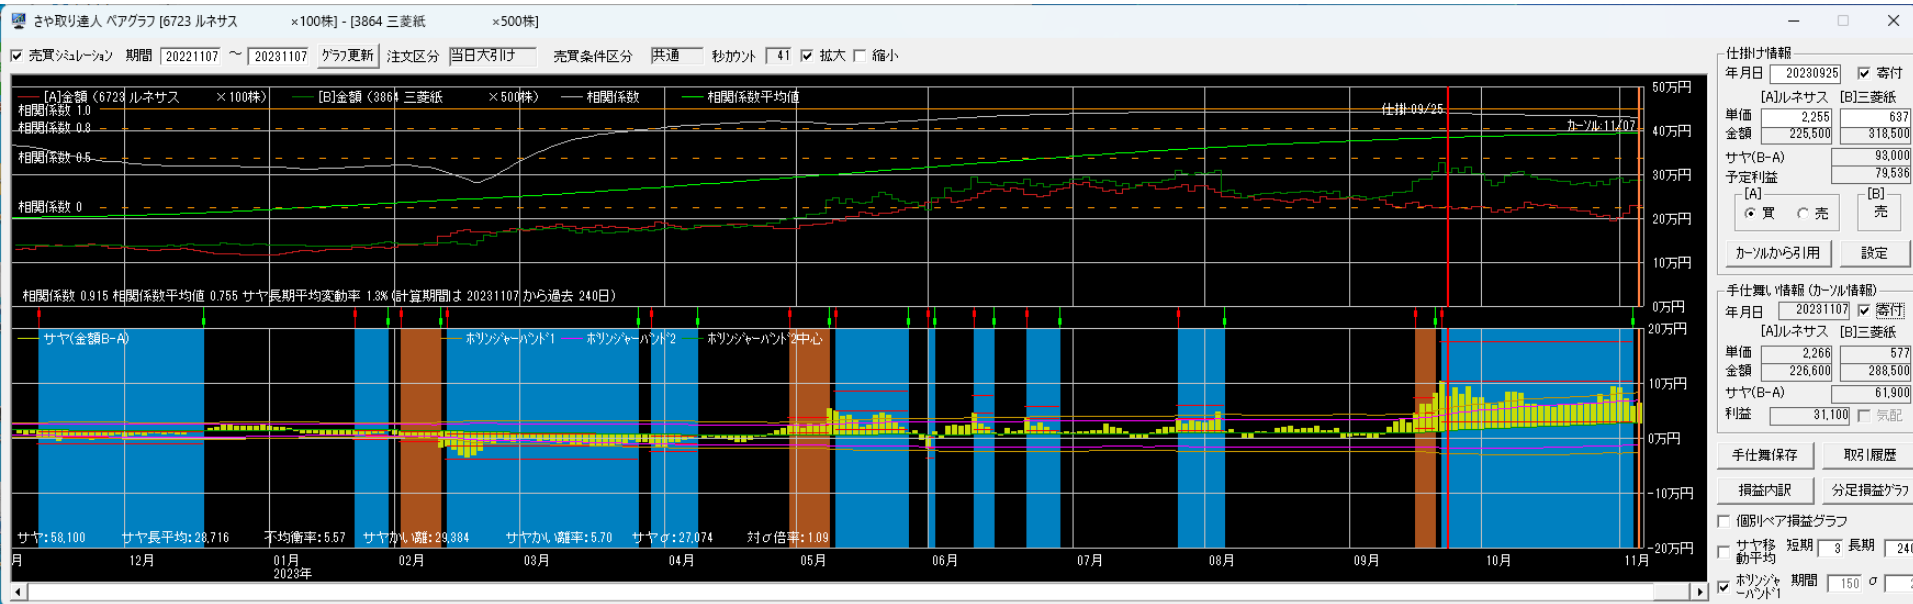 さや取り達人 ペアグラフ [6723 ルネサス ×100株] - [3864 三菱紙 ×500株]
売買シミュレーション 期間 20221107 ～ 20231107 グラフ更新 注文区分 当日大引け 売買条件区分 共通 秒カウント 41 拡大 縮小
[A]金額 (6723 ルネサス ×100株) [B]金額 (3864 三菱紙 ×500株) 相関係数 相関係数平均値
相関係数 1.0
相関係数 0.8
相関係数 0.5
相関係数 0
仕掛:09/25
カーソル:11/07
50万円
40万円
30万円
20万円
10万円
0万円
相関係数 0.915 相関係数平均値 0.755 サヤ長期平均変動率 1.3% (計算期間は 20231107 から過去 240日)
サヤ(金額B-A) ボリンジャーバンド1 ボリンジャーバンド2 ボリンジャーバンド2中心
20万円
10万円
0万円
-10万円
-20万円
サヤ:58,100 サヤ長平均:28,716 不均衡率:5.57 サヤかい離:29,384 サヤかい離率:5.70 サヤσ:27,074 対σ倍率:1.09
月 12月 01月 02月 03月 04月 05月 06月 07月 08月 09月 10月 11月
2023年
仕掛け情報
年月日 20230925 寄付
[A]ルネサス [B]三菱紙
単価 2,255 637
金額 225,500 318,500
サヤ(B-A) 93,000
予定利益 79,536
[A] [B]
買 売 売
カーソルから引用 設定
手仕舞い情報 (カーソル情報)
年月日 20231107 寄付
[A]ルネサス [B]三菱紙
単価 2,266 577
金額 226,600 288,500
サヤ(B-A) 61,900
利益 31,100 気配
手仕舞保存 取引履歴
損益内訳 分足損益グラフ
個別ペア損益グラフ
サヤ移動平均 短期 3 長期 240
ボリンジャーバンド1 期間 150 σ 2